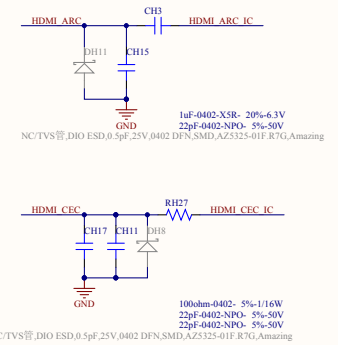 CH3
HDMI_ARC
HDMI_ARC_IC
DH11
CH15
GND
1uF-0402-X5R- 20%-6.3V
22pF-0402-NPO- 5%-50V
NC/TVS管,DIO ESD,0.5pF,25V,0402 DFN,SMD,AZ5325-01F.R7G,Amazing
RH27
HDMI_CEC
HDMI_CEC_IC
CH17
CH11
DH8
GND
100ohm-0402- 5%-1/16W
22pF-0402-NPO- 5%-50V
22pF-0402-NPO- 5%-50V
C/TVS管,DIO ESD,0.5pF,25V,0402 DFN,SMD,AZ5325-01F.R7G,Amazing